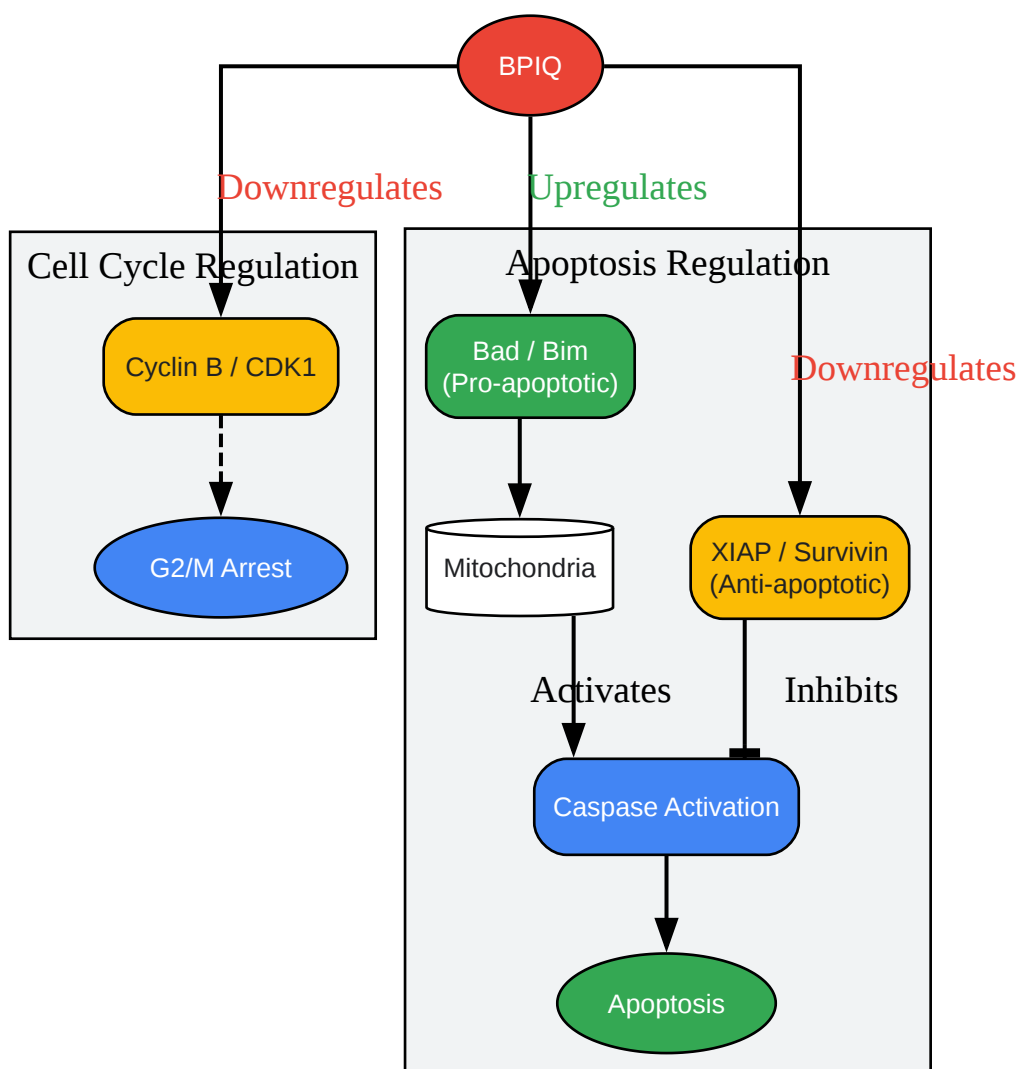 BPIQ
Downregulates
Upregulates
Cell Cycle Regulation
Apoptosis Regulation
Cyclin B / CDK1
Bad / Bim
(Pro-apoptotic)
Downregulates
G2/M Arrest
Mitochondria
XIAP / Survivin
(Anti-apoptotic)
Activates
Inhibits
Caspase Activation
Apoptosis